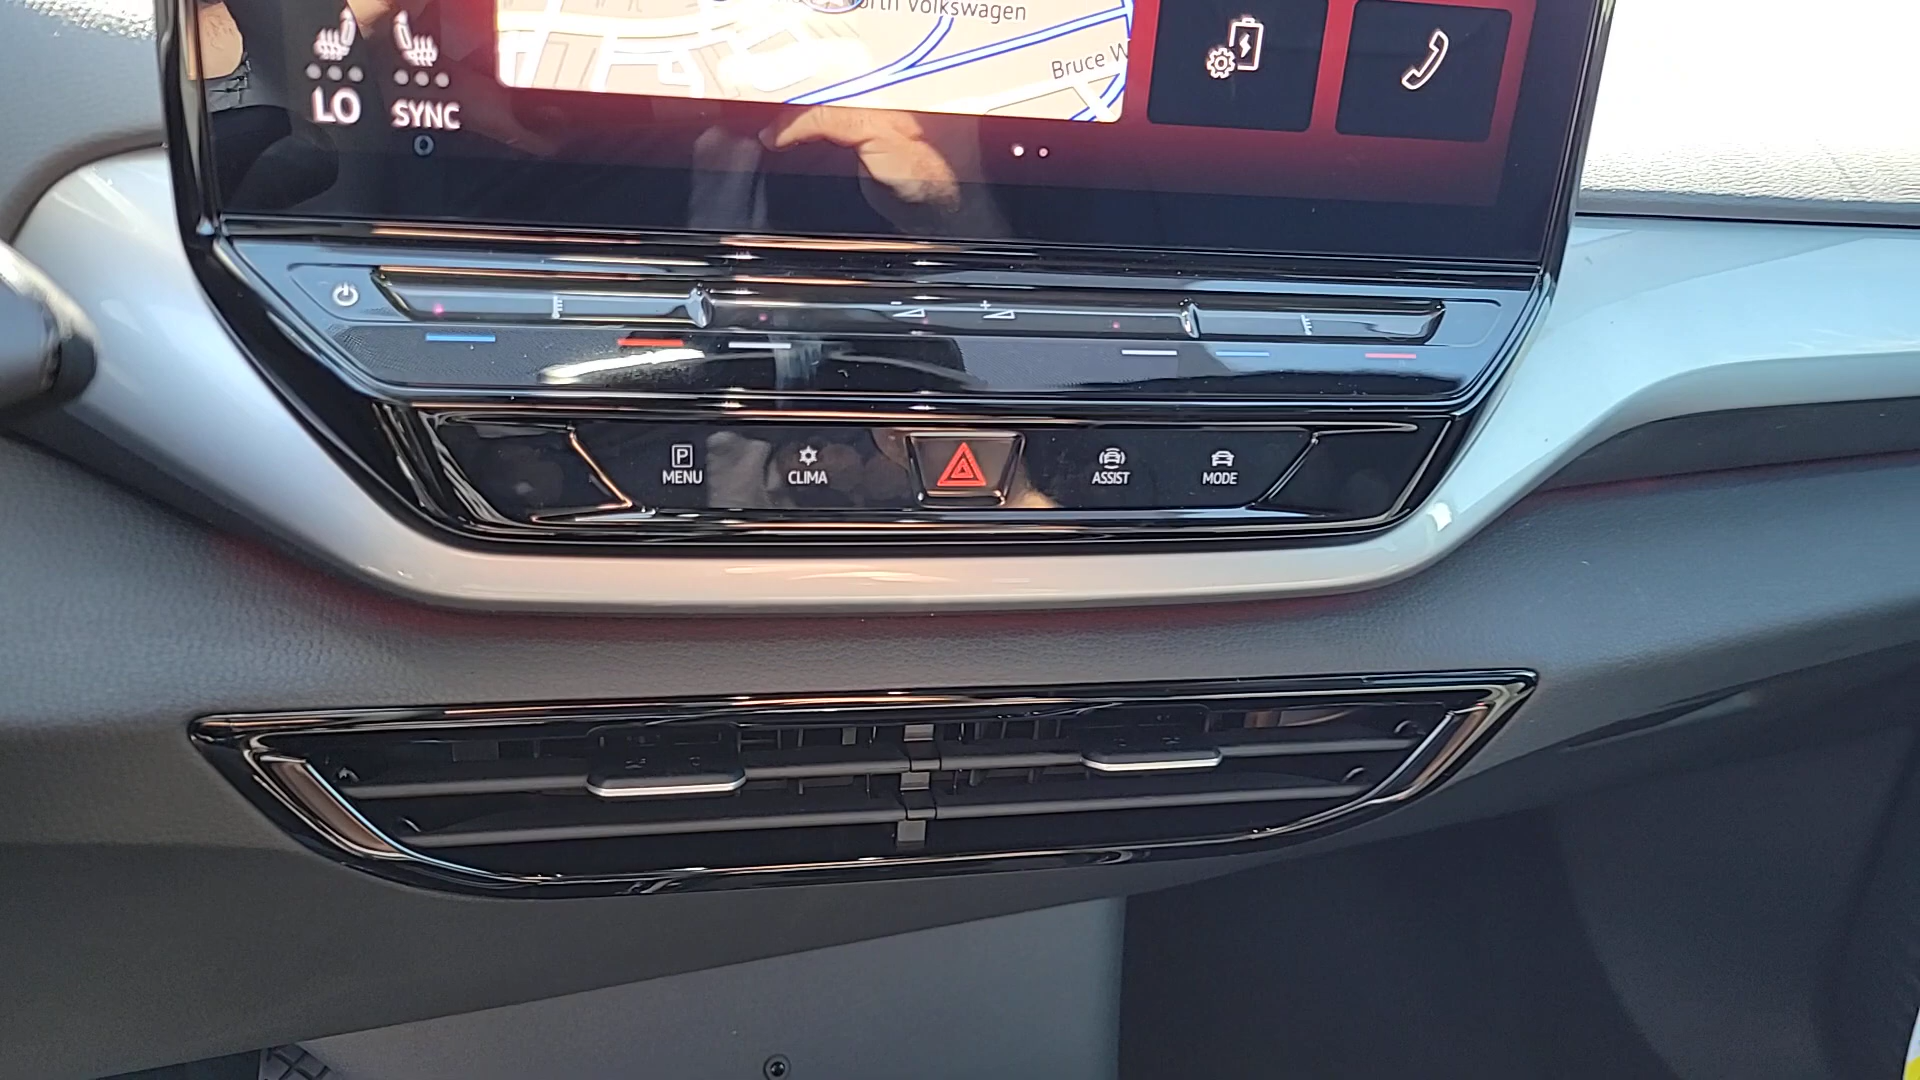 Volkswagen
Bruce W
LO
SYNC
P
MENU
CLIMA
ASSIST
MODE